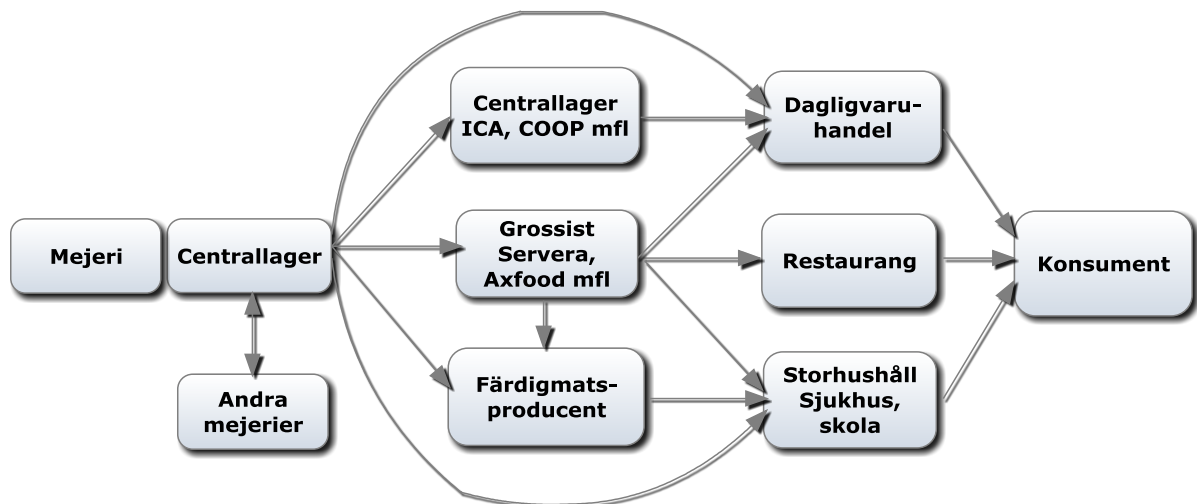 Mejeri
Centrallager
Andra
mejerier
Centrallager
ICA, COOP mfl
Grossist
Servera,
Axfood mfl
Färdigmats-
producent
Dagligvaru-
handel
Restaurang
Storhushåll
Sjukhus,
skola
Konsument